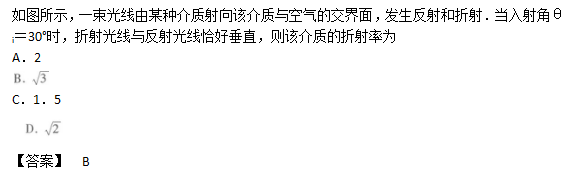 如图所示，一束光线由某种介质射向该介质与空气的交界面，发生反射和折射．当入射角θ
i＝30°时，折射光线与反射光线恰好垂直，则该介质的折射率为
A．2
B．√3
C．1．5
D．√2
【答案】 B